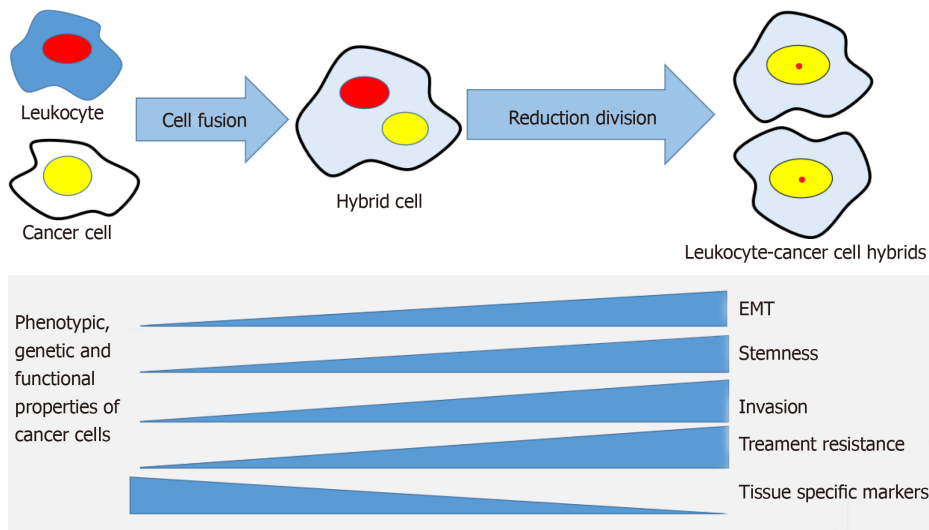 Leukocyte
Cell fusion
Reduction division
Cancer cell
Hybrid cell
Leukocyte-cancer cell hybrids
Phenotypic,
genetic and
functional
properties of
cancer cells
EMT
Stemness
Invasion
Treament resistance
Tissue specific markers